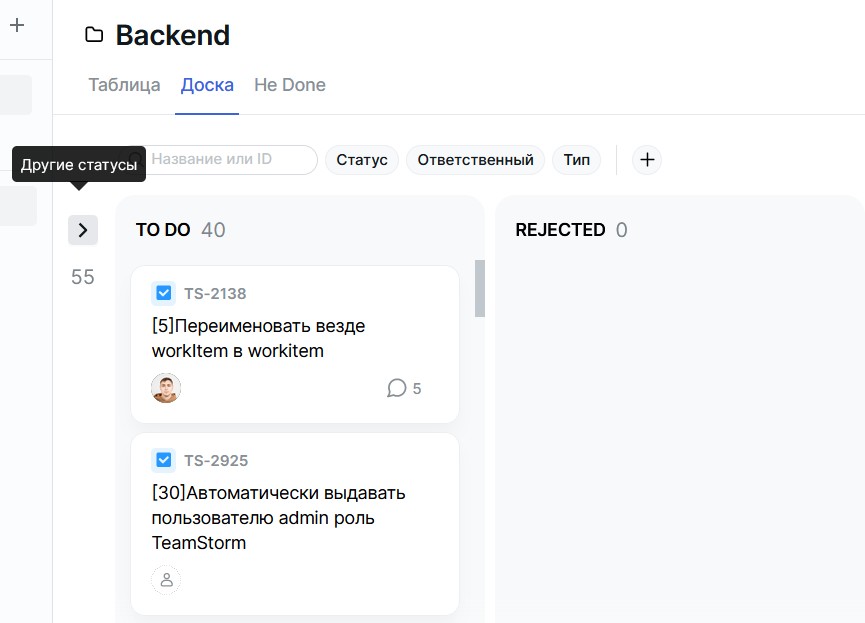 Backend
Таблица Доска Не Done
Другие статусы
Название или ID Статус Ответственный Тип
TO DO 40
REJECTED 0
55
TS-2138
[5]Переименовать везде
workItem в workitem
5
TS-2925
[30]Автоматически выдавать
пользователю admin роль
TeamStorm